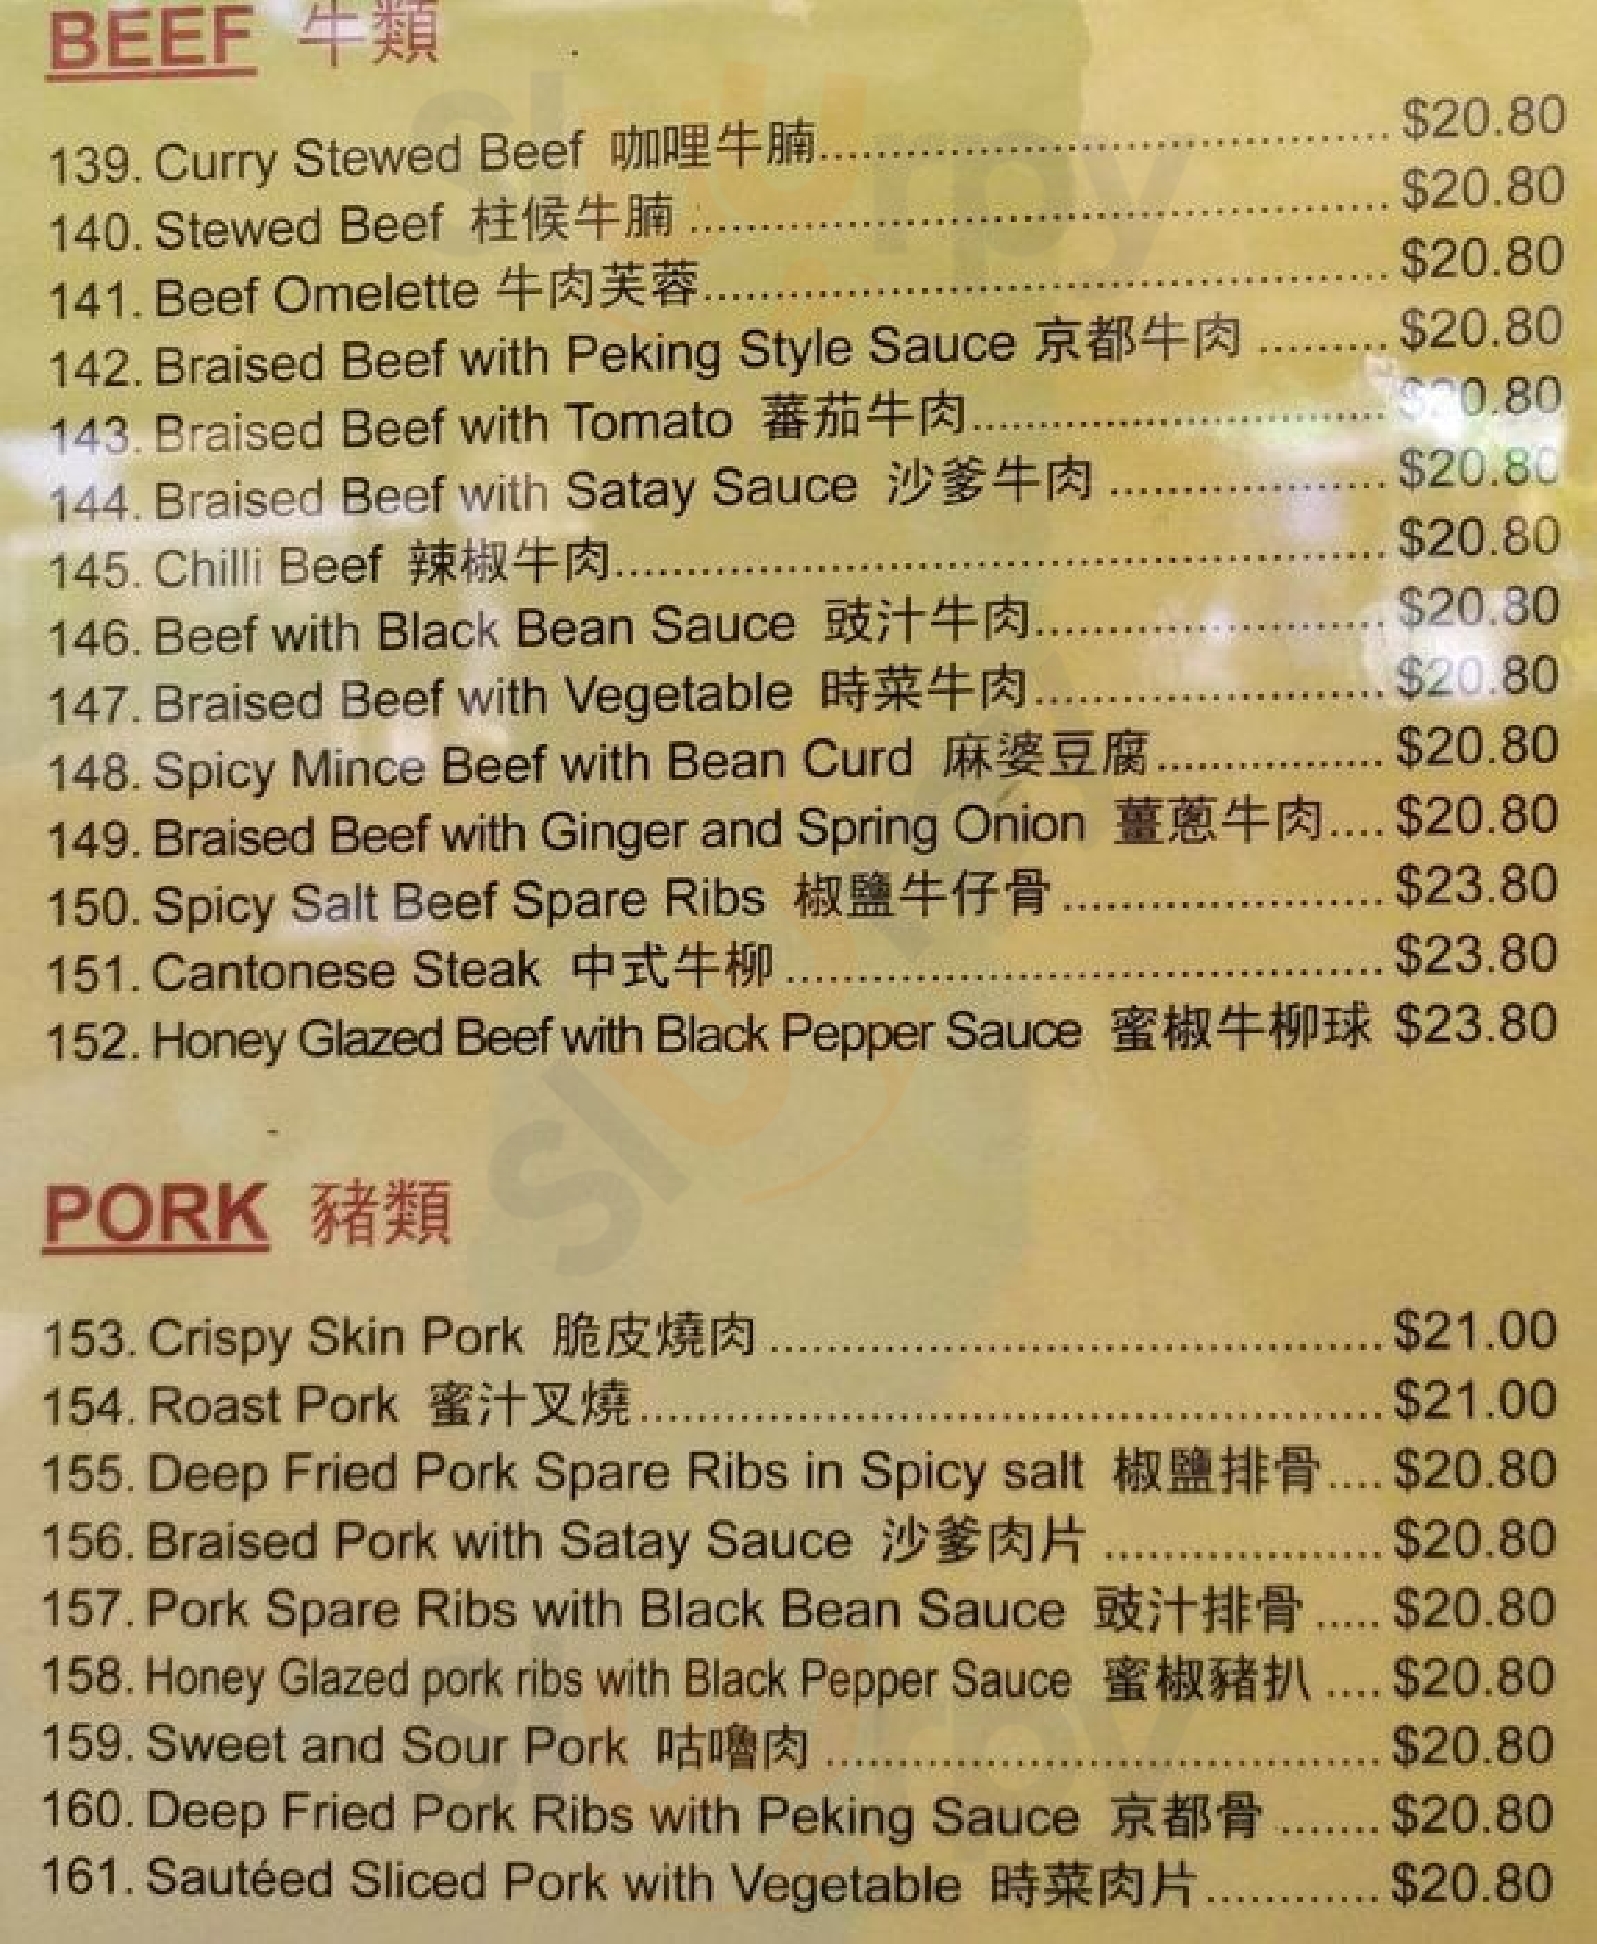 BEEF 牛類
139. Curry Stewed Beef 咖哩牛腩 $20.80
140. Stewed Beef 柱候牛腩 $20.80
141. Beef Omelette 牛肉芙蓉 $20.80
142. Braised Beef with Peking Style Sauce 京都牛肉 $20.80
143. Braised Beef with Tomato 蕃茄牛肉 $20.80
144. Braised Beef with Satay Sauce 沙爹牛肉 $20.80
145. Chilli Beef 辣椒牛肉 $20.80
146. Beef with Black Bean Sauce 豉汁牛肉 $20.80
147. Braised Beef with Vegetable 時菜牛肉 $20.80
148. Spicy Mince Beef with Bean Curd 麻婆豆腐 $20.80
149. Braised Beef with Ginger and Spring Onion 薑蔥牛肉 $20.80
150. Spicy Salt Beef Spare Ribs 椒鹽牛仔骨 $23.80
151. Cantonese Steak 中式牛柳 $23.80
152. Honey Glazed Beef with Black Pepper Sauce 蜜椒牛柳球 $23.80
PORK 豬類
153. Crispy Skin Pork 脆皮燒肉 $21.00
154. Roast Pork 蜜汁叉燒 $21.00
155. Deep Fried Pork Spare Ribs in Spicy salt 椒鹽排骨 $20.80
156. Braised Pork with Satay Sauce 沙爹肉片 $20.80
157. Pork Spare Ribs with Black Bean Sauce 豉汁排骨 $20.80
158. Honey Glazed pork ribs with Black Pepper Sauce 蜜椒豬扒 $20.80
159. Sweet and Sour Pork 咕嚕肉 $20.80
160. Deep Fried Pork Ribs with Peking Sauce 京都骨 $20.80
161. Sautéed Sliced Pork with Vegetable 時菜肉片 $20.80
slurpy
slurpy
slurpy